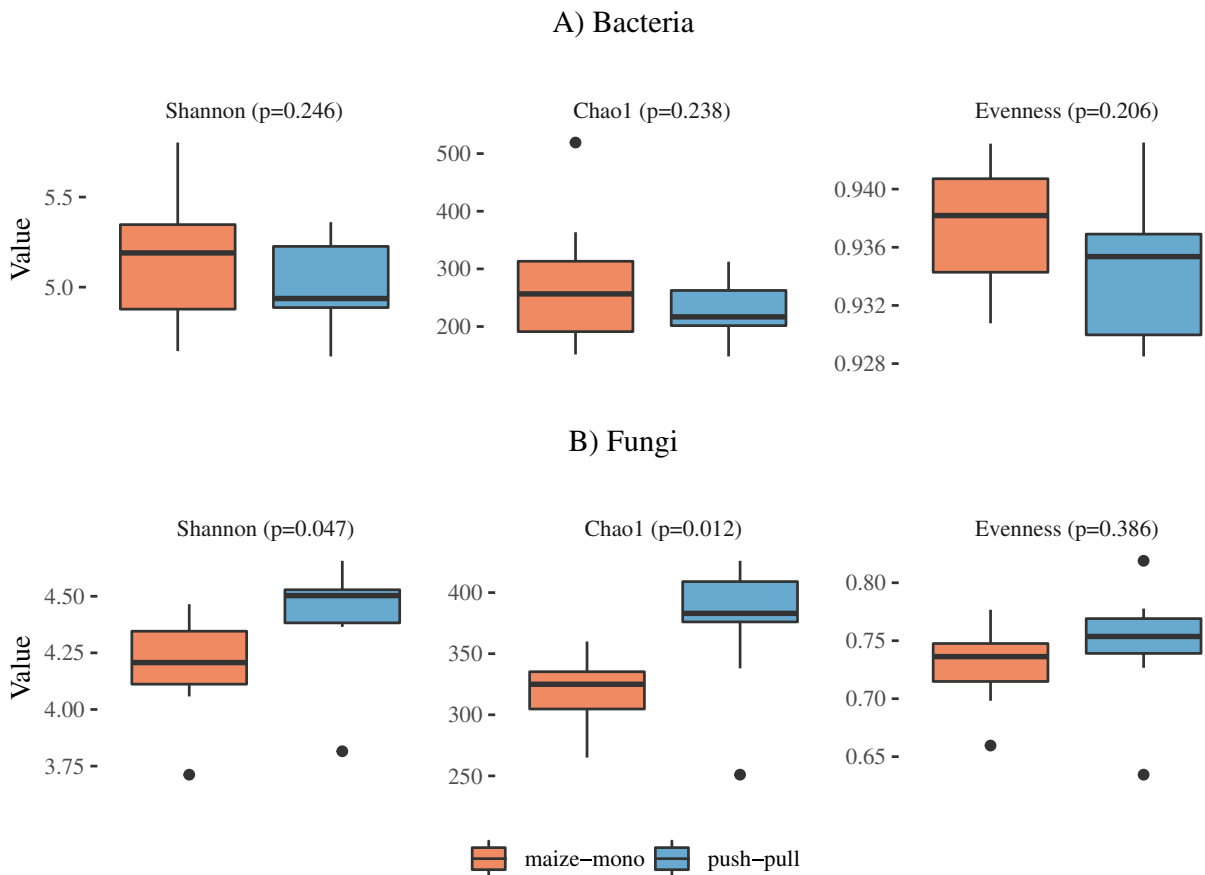 A) Bacteria
Shannon (p=0.246)
Chao1 (p=0.238)
Evenness (p=0.206)
Value
5.5
5.0
500
400
300
200
0.940
0.936
0.932
0.928
B) Fungi
Shannon (p=0.047)
Chao1 (p=0.012)
Evenness (p=0.386)
Value
4.50
4.25
4.00
3.75
400
350
300
250
0.80
0.75
0.70
0.65
maize−mono push−pull